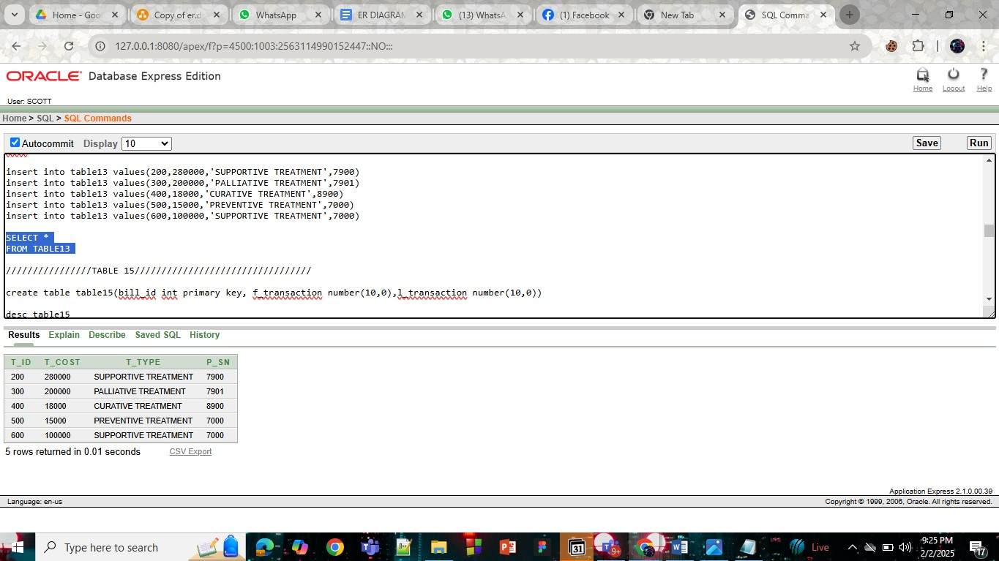 Home - Goo
Copy of er.d
WhatsApp
ER DIAGRAM
(13) WhatsA
(1) Facebook
New Tab
SQL Comma
127.0.0.1:8080/apex/f?p=4500:1003:2563114990152447::NO:::
ORACLE Database Express Edition
Home Logout Help
User: SCOTT
Home > SQL > SQL Commands
Autocommit Display 10 Save Run
insert into table13 values(200,280000,'SUPPORTIVE TREATMENT',7900)
insert into table13 values(300,200000,'PALLIATIVE TREATMENT',7901)
insert into table13 values(400,18000,'CURATIVE TREATMENT',8900)
insert into table13 values(500,15000,'PREVENTIVE TREATMENT',7000)
insert into table13 values(600,100000,'SUPPORTIVE TREATMENT',7000)
SELECT *
FROM TABLE13
////////////////TABLE 15/////////////////////////////////
create table table15(bill_id int primary key, f_transaction number(10,0),l_transaction number(10,0))
desc table15
Results Explain Describe Saved SQL History
T_ID T_COST T_TYPE P_SN
200 280000 SUPPORTIVE TREATMENT 7900
300 200000 PALLIATIVE TREATMENT 7901
400 18000 CURATIVE TREATMENT 8900
500 15000 PREVENTIVE TREATMENT 7000
600 100000 SUPPORTIVE TREATMENT 7000
5 rows returned in 0.01 seconds CSV Export
Application Express 2.1.0.00.39
Language: en-us Copyright © 1999, 2006, Oracle. All rights reserved.
Type here to search
31
9+
Live
9:25 PM
2/2/2025
17